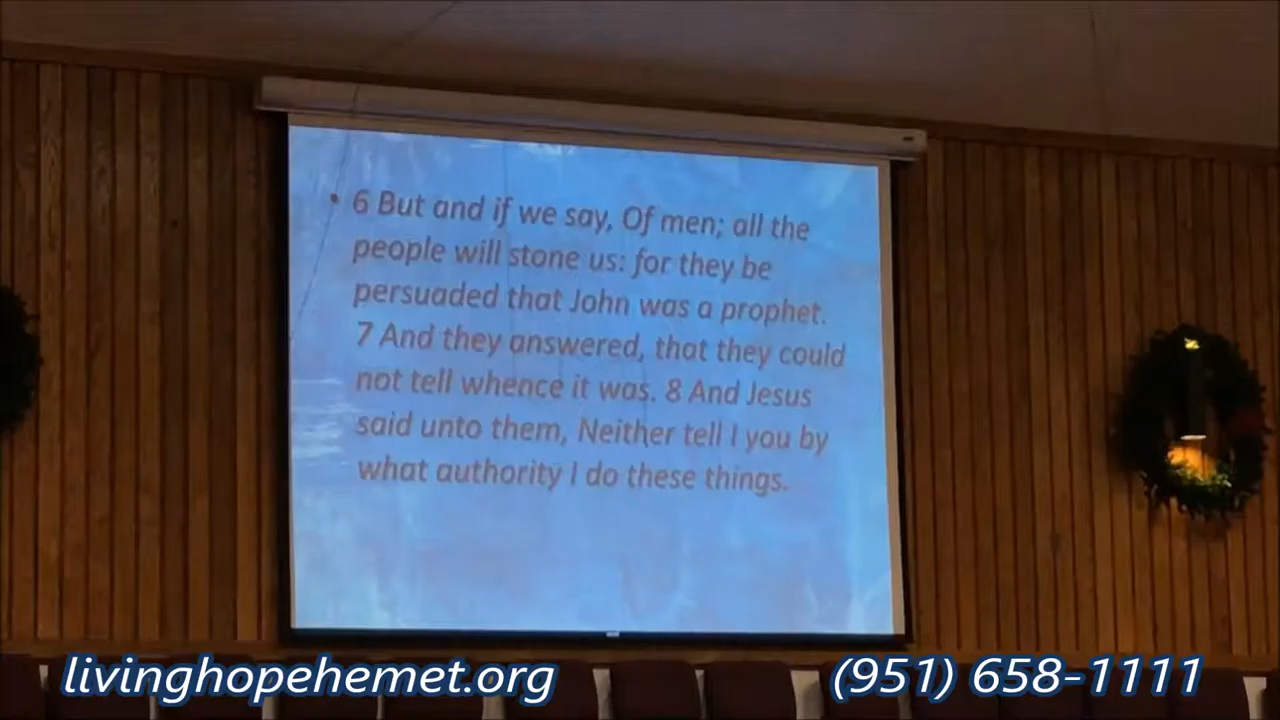 • 6 But and if we say, Of men; all the
people will stone us: for they be
persuaded that John was a prophet.
7 And they answered, that they could
not tell whence it was. 8 And Jesus
said unto them, Neither tell I you by
what authority I do these things.
livinghopehemet.org
(951) 658-1111